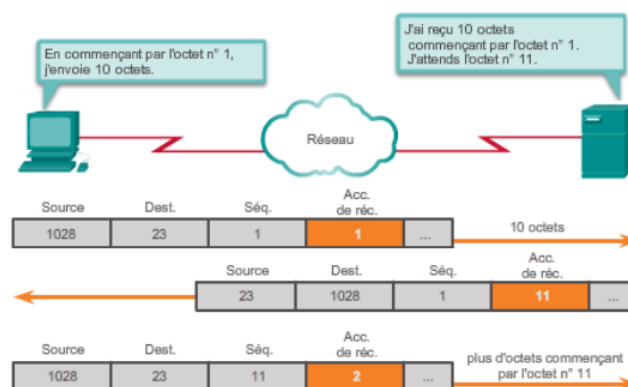 En commençant par l'octet n° 1,
j'envoie 10 octets.
J'ai reçu 10 octets
commençant par l'octet n° 1.
J'attends l'octet n° 11.
Réseau
Source Dest. Séq. Acc.
de réc.
1028 23 1 1 ... 10 octets
Source Dest. Séq. Acc.
de réc.
23 1028 1 11 ...
Source Dest. Séq. Acc.
de réc.
1028 23 11 2 ... plus d'octets commençant
par l'octet n° 11